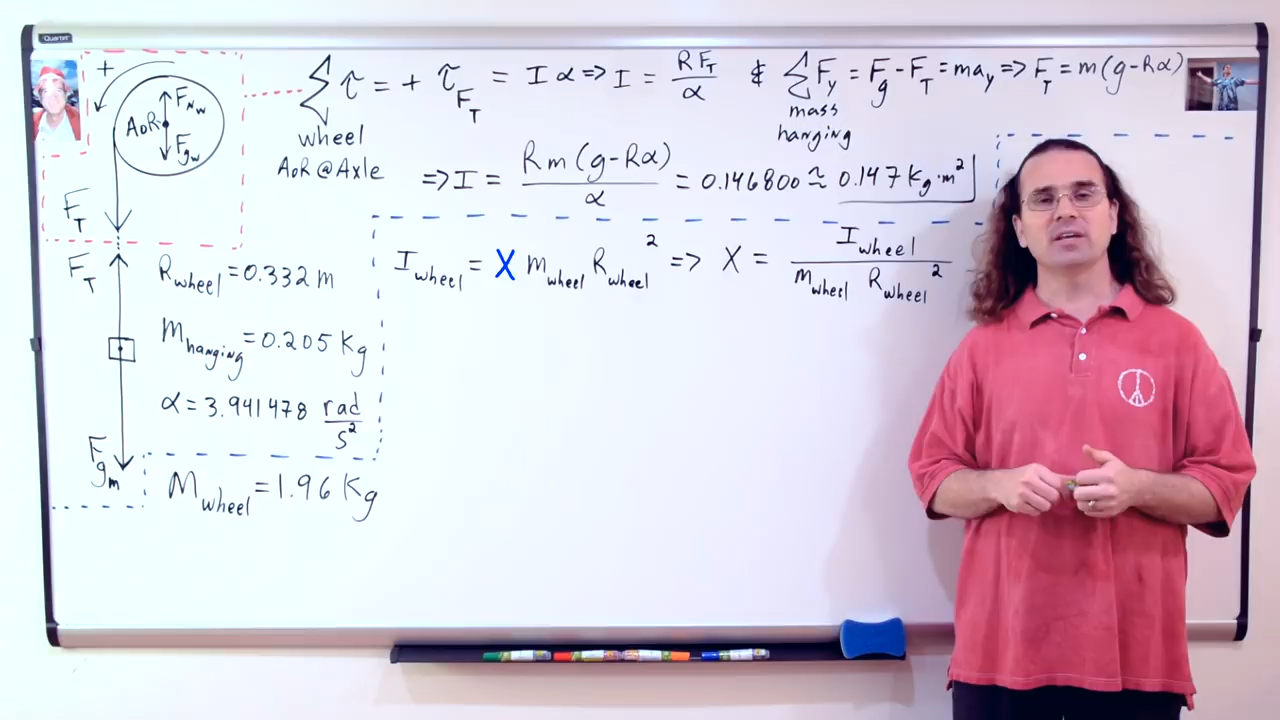 Quartet
+
F_Nw
AoR
F_gw
F_T
F_T
F_gm
Στ = + τ_F_T = Iα ⇒ I = RF_T/α & ΣF_y = F_g - F_T = ma_y ⇒ F_T = m(g-Rα)
wheel
AoR @ Axle
mass
hanging
⇒ I = Rm(g-Rα)/α = 0.146800 ≈ 0.147 Kg·m²
I_wheel = X m_wheel R_wheel² ⇒ X = I_wheel/(m_wheel R_wheel²)
R_wheel = 0.332 m
M_hanging = 0.205 Kg
α = 3.941478 rad/s²
M_wheel = 1.96 Kg